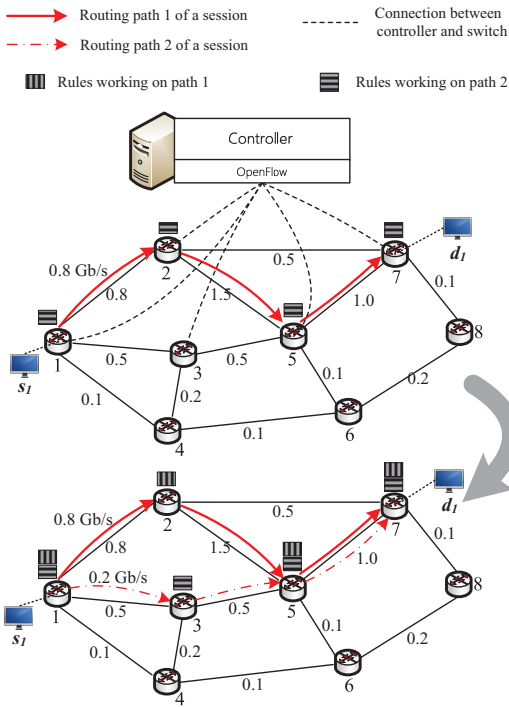 Routing path 1 of a session
Connection between
controller and switch
Routing path 2 of a session
Rules working on path 1
Rules working on path 2
Controller
OpenFlow
0.8 Gb/s
2
0.5
7
d1
0.8
1.5
1.0
0.1
1
0.5
3
0.5
5
8
s1
0.1
0.2
0.1
0.2
4
0.1
6
0.8 Gb/s
2
0.5
7
d1
0.8
1.5
1.0
0.1
0.2 Gb/s
1
0.5
3
0.5
5
8
s1
0.1
0.2
0.1
0.2
4
0.1
6